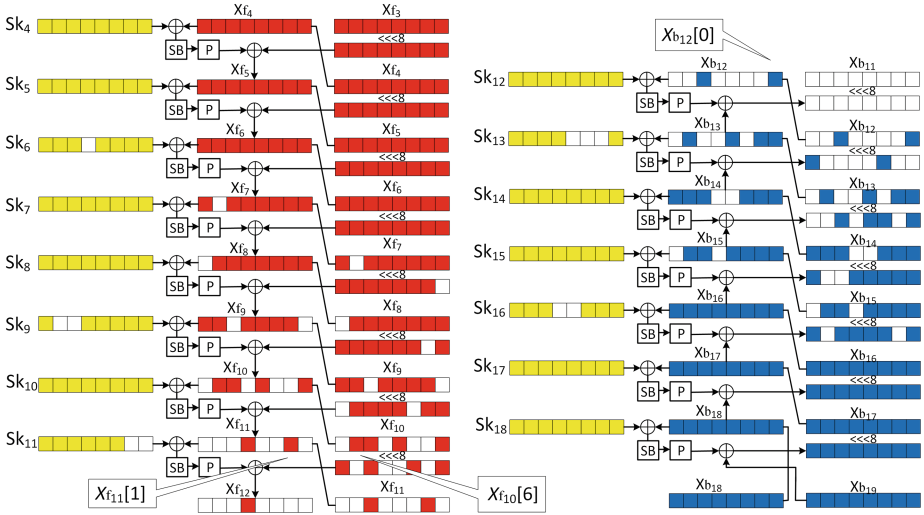 Sk4 Xf4 Xf3
SB P <<<8
Sk5 Xf5 Xf4
SB P <<<8
Sk6 Xf6 Xf5
SB P <<<8
Sk7 Xf7 Xf6
SB P <<<8
Sk8 Xf8 Xf7
SB P <<<8
Sk9 Xf9 Xf8
SB P <<<8
Sk10 Xf10 Xf9
SB P <<<8
Sk11 Xf11 Xf10
SB P <<<8
Xf11[1] Xf12 Xf11 Xf10[6]
Xb12[0]
Sk12 Xb12 Xb11
SB P <<<8
Sk13 Xb13 Xb12
SB P <<<8
Sk14 Xb14 Xb13
SB P <<<8
Sk15 Xb15 Xb14
SB P <<<8
Sk16 Xb16 Xb15
SB P <<<8
Sk17 Xb17 Xb16
SB P <<<8
Sk18 Xb18 Xb17
SB P <<<8
Xb18 Xb19